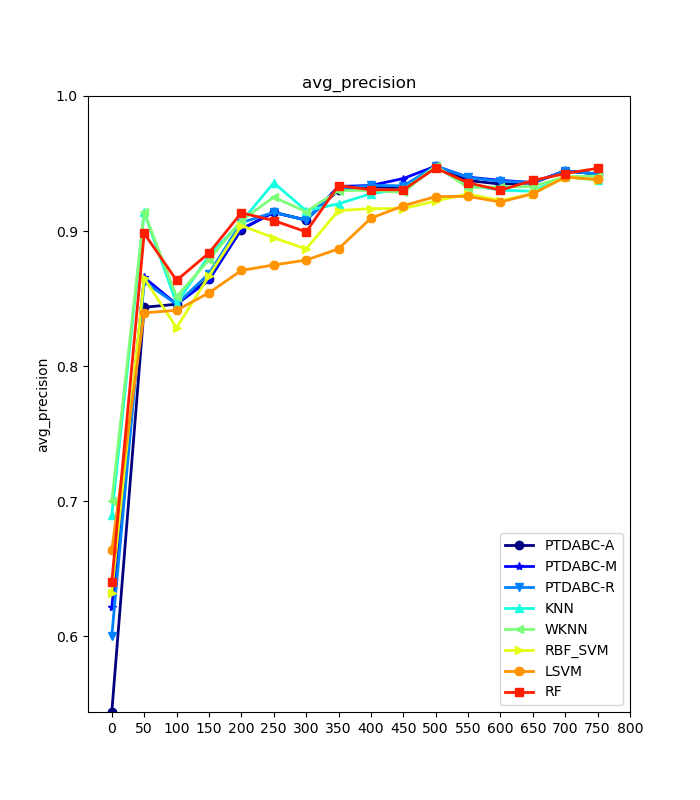 avg_precision
1.0
0.9
0.8
0.7
0.6
avg_precision
PTDABC-A
PTDABC-M
PTDABC-R
KNN
WKNN
RBF_SVM
LSVM
RF
0 50 100 150 200 250 300 350 400 450 500 550 600 650 700 750 800